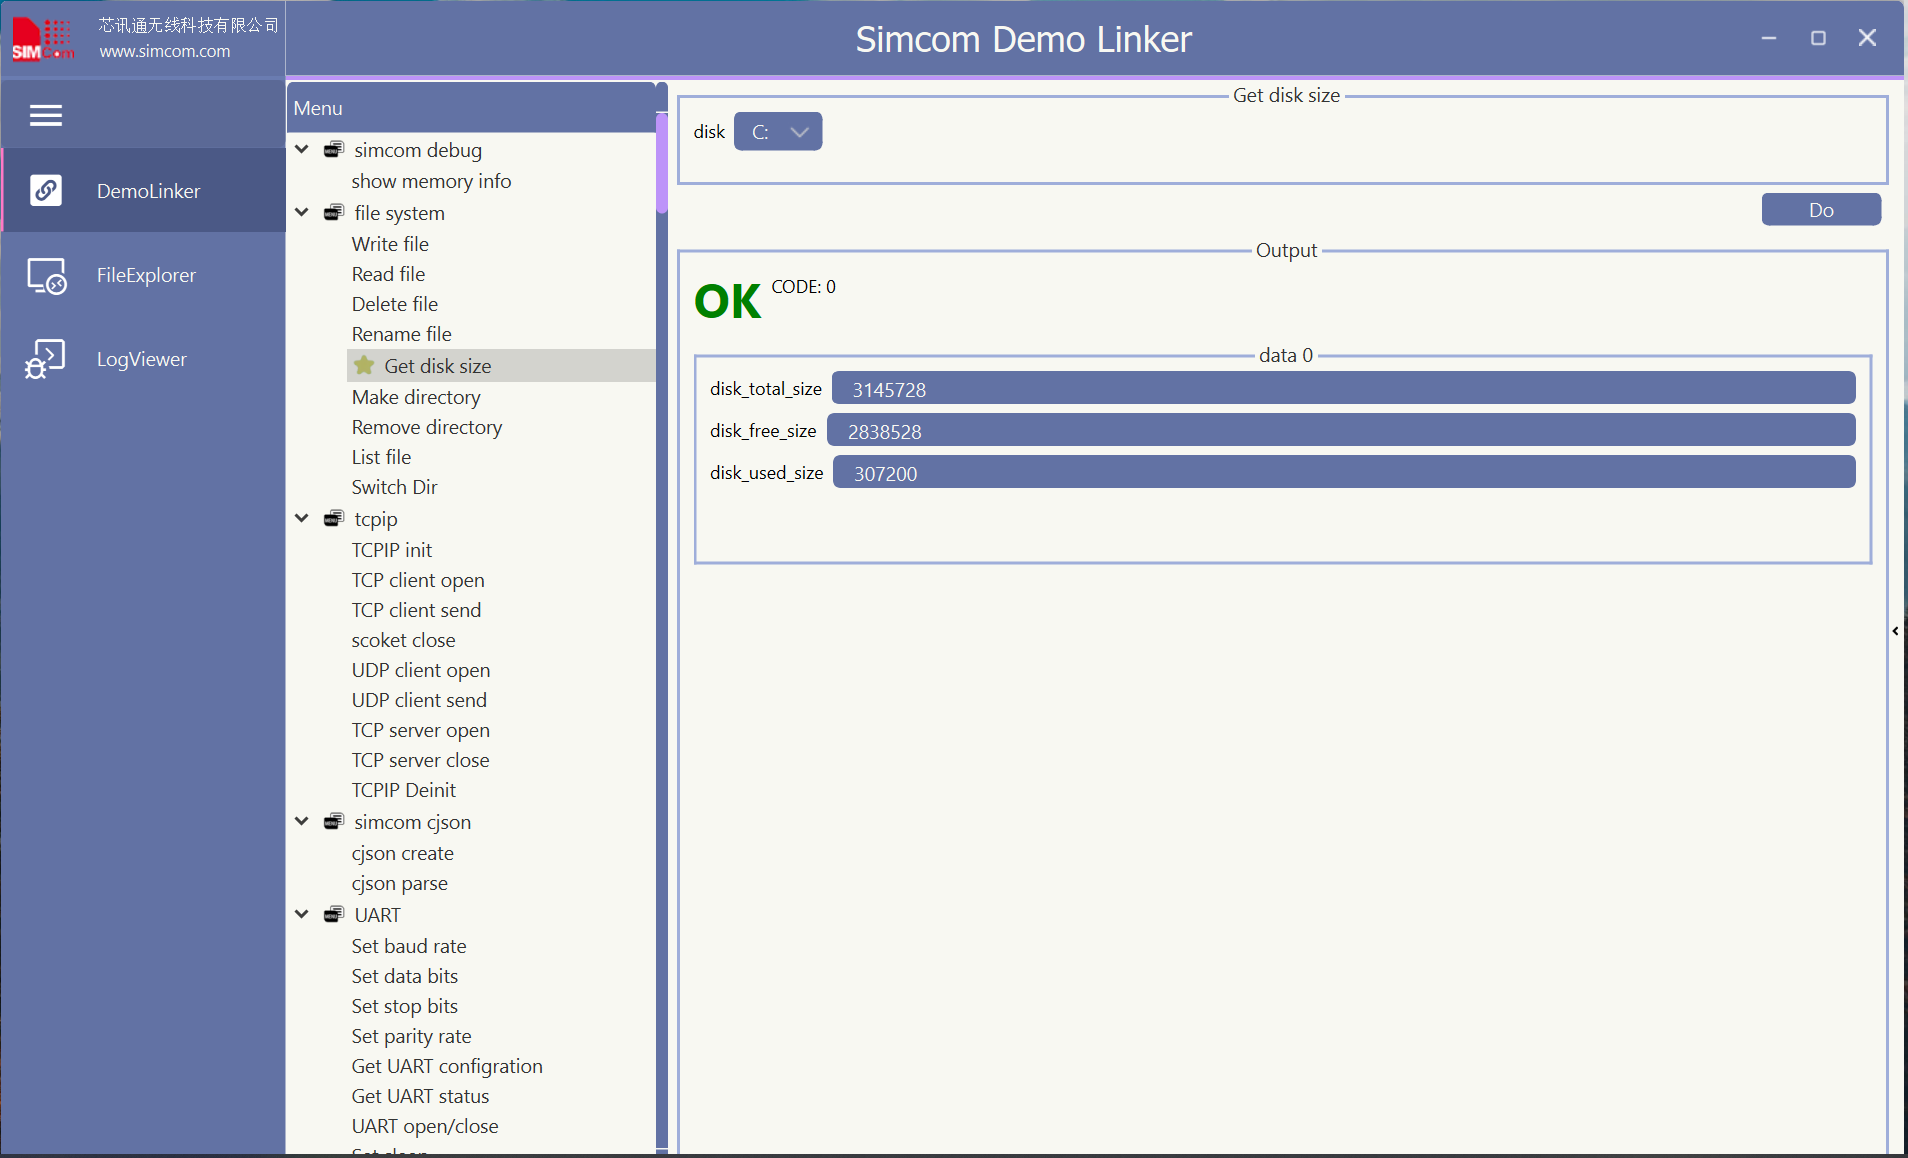 SIMCom
芯讯通无线科技有限公司
www.simcom.com
Simcom Demo Linker
DemoLinker
FileExplorer
LogViewer
Menu
simcom debug
show memory info
file system
Write file
Read file
Delete file
Rename file
Get disk size
Make directory
Remove directory
List file
Switch Dir
tcpip
TCPIP init
TCP client open
TCP client send
scoket close
UDP client open
UDP client send
TCP server open
TCP server close
TCPIP Deinit
simcom cjson
cjson create
cjson parse
UART
Set baud rate
Set data bits
Set stop bits
Set parity rate
Get UART configration
Get UART status
UART open/close
Get disk size
disk C:
Do
Output
OK CODE: 0
data 0
disk_total_size 3145728
disk_free_size 2838528
disk_used_size 307200